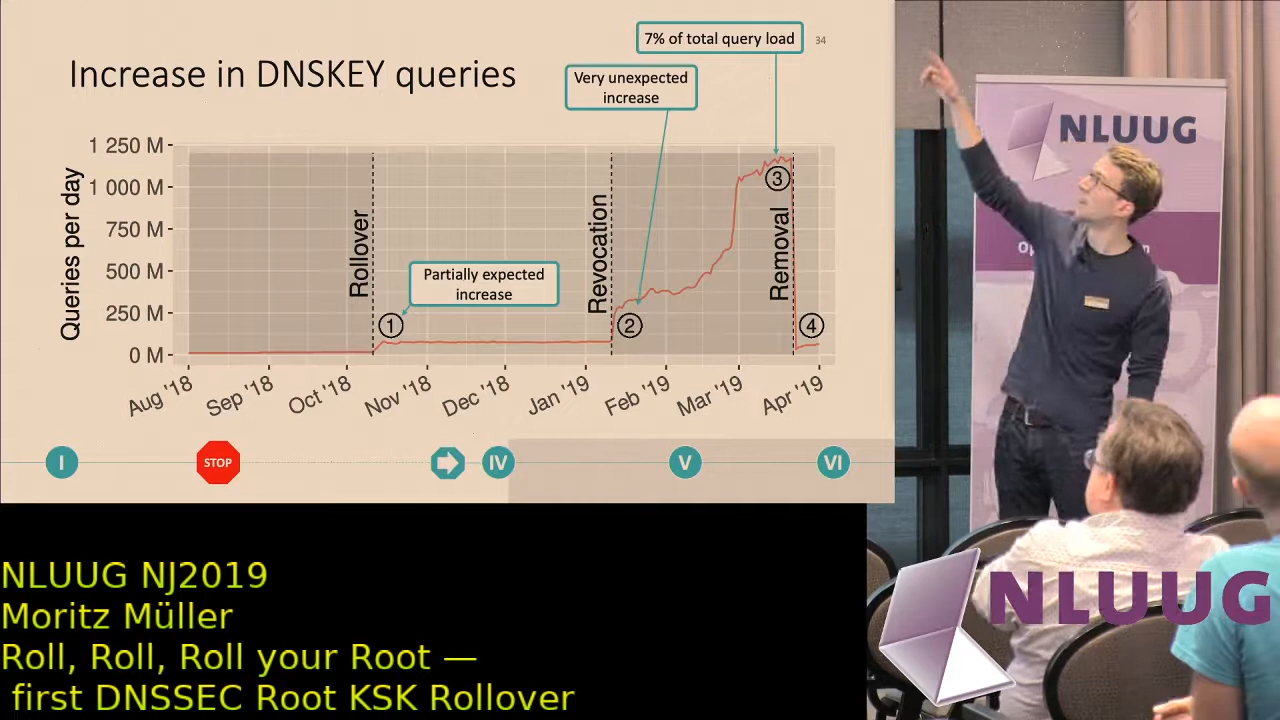 7% of total query load
34
Increase in DNSKEY queries
Very unexpected
increase
1 250 M
1 000 M
750 M
500 M
250 M
0 M
Queries per day
Rollover
Revocation
Removal
Partially expected
increase
1
2
3
4
Aug '18
Sep '18
Oct '18
Nov '18
Dec '18
Jan '19
Feb '19
Mar '19
Apr '19
I
STOP
IV
V
VI
NLUUG
NLUUG NJ2019
Moritz Müller
Roll, Roll, Roll your Root —
first DNSSEC Root KSK Rollover
NLUUG